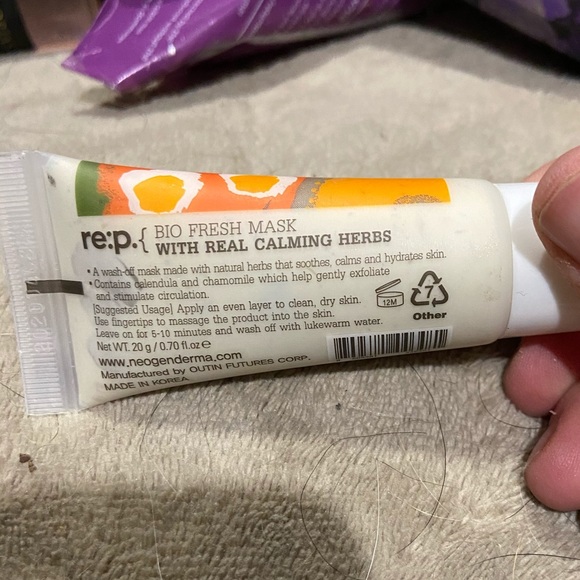 re:p.{ BIO FRESH MASK
WITH REAL CALMING HERBS
• A wash-off mask made with natural herbs that soothes, calms and hydrates skin.
• Contains calendula and chamomile which help gently exfoliate
and stimulate circulation.
[Suggested Usage] Apply an even layer to clean, dry skin.
Use fingertips to massage the product into the skin.
Leave on for 5-10 minutes and wash off with lukewarm water.
Net WT. 20 g / 0.70 fl.oz ℮
www.neogenderma.com
Manufactured by OUTIN FUTURES CORP.
MADE IN KOREA
12M
7
Other